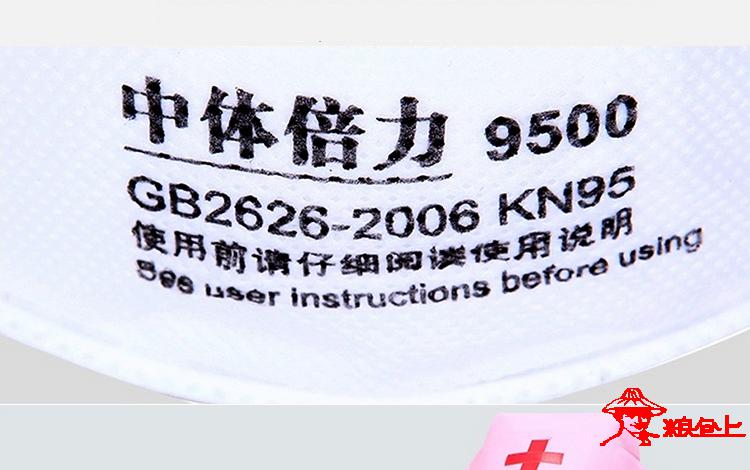 中体倍力 9500
GB2626-2006 KN95
使用前请仔细阅读使用说明
See user instructions before using